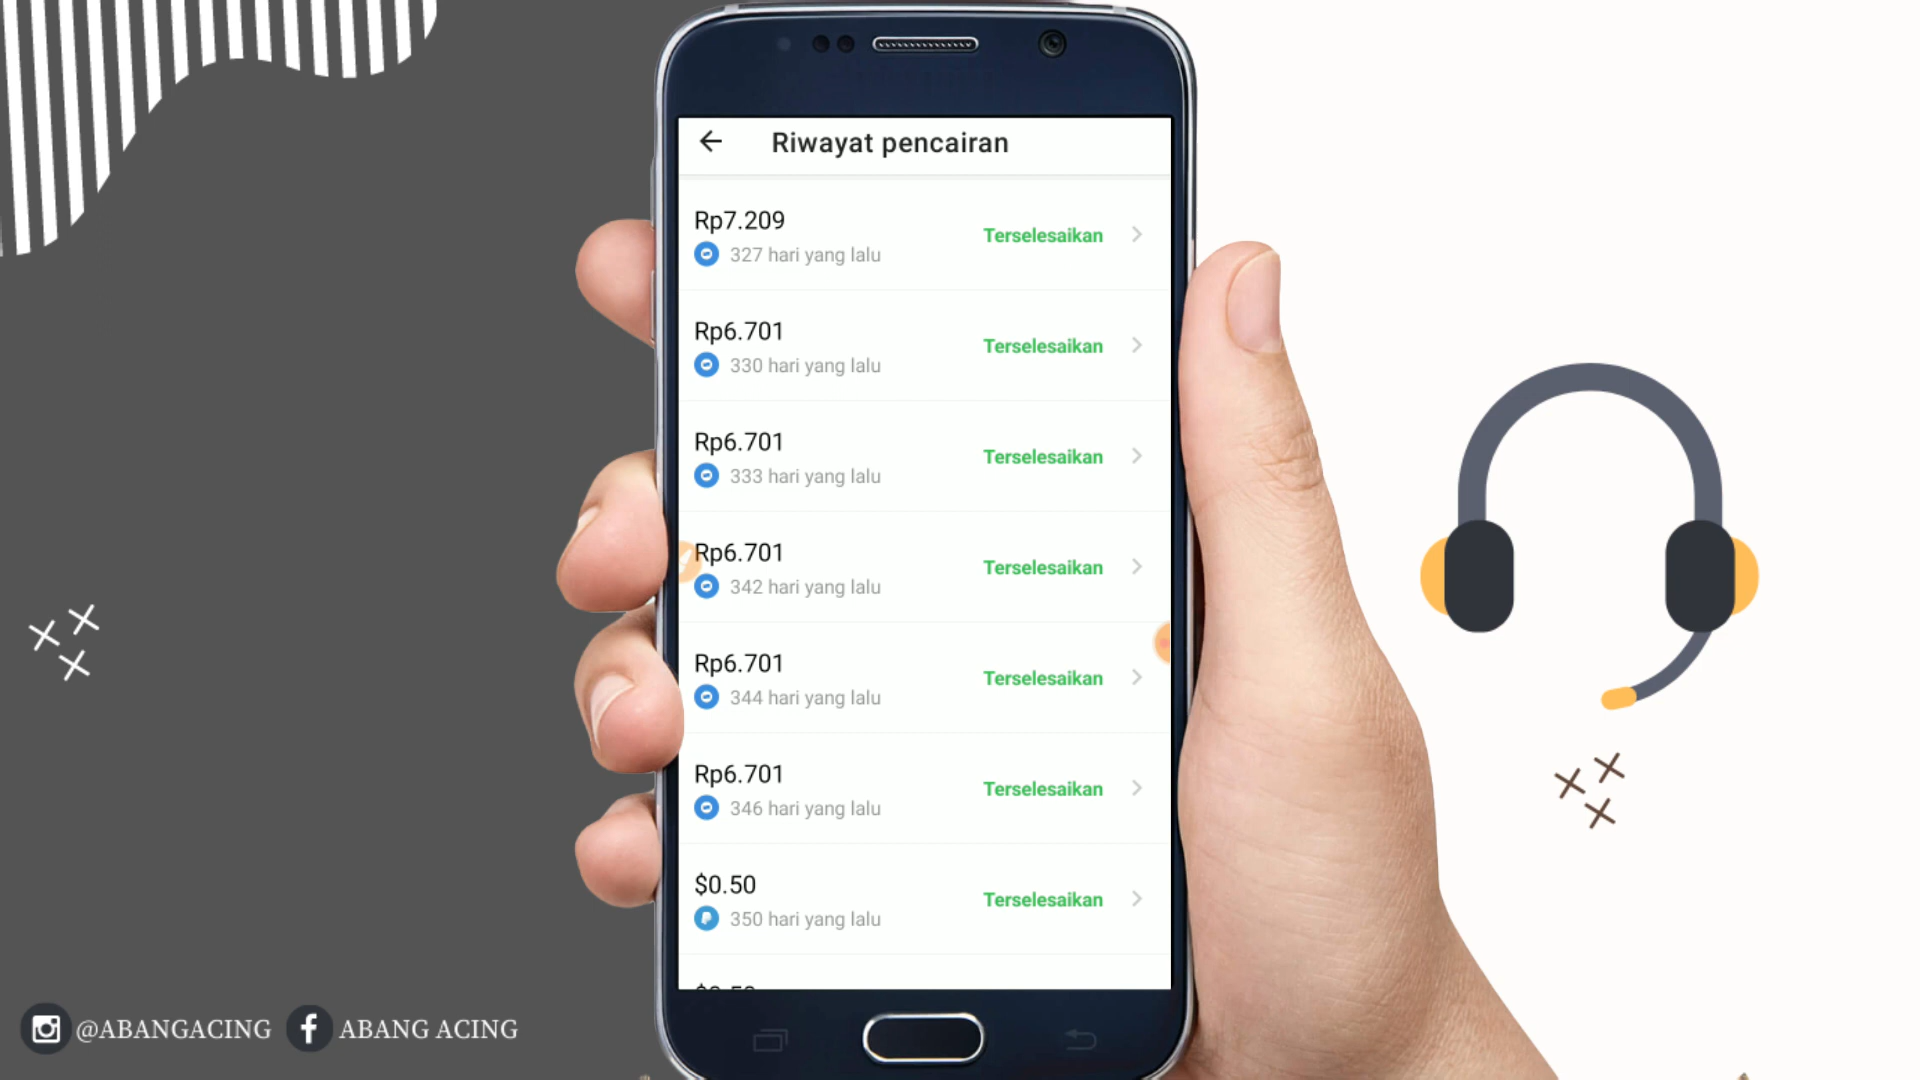 Riwayat pencairan
Rp7.209
Terselesaikan
327 hari yang lalu
Rp6.701
Terselesaikan
330 hari yang lalu
Rp6.701
Terselesaikan
333 hari yang lalu
Rp6.701
Terselesaikan
342 hari yang lalu
Rp6.701
Terselesaikan
344 hari yang lalu
Rp6.701
Terselesaikan
346 hari yang lalu
$0.50
Terselesaikan
350 hari yang lalu
@ABANGACING ABANG ACING